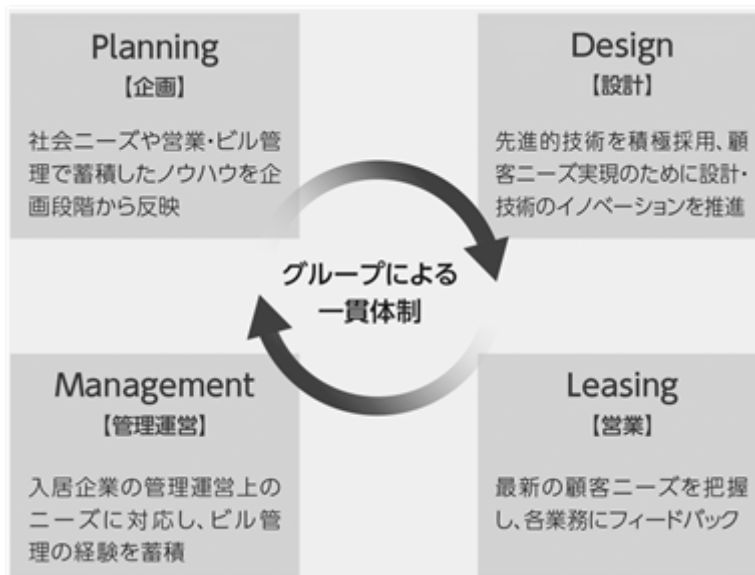 Planning
【企画】
社会ニーズや営業・ビル管
理で蓄積したノウハウを企
画段階から反映
Design
【設計】
先進的技術を積極採用、顧
客ニーズ実現のために設計・
技術のイノベーションを推進
グループによる
一貫体制
Management
【管理運営】
入居企業の管理運営上の
ニーズに対応し、ビル管
理の経験を蓄積
Leasing
【営業】
最新の顧客ニーズを把握
し、各業務にフィードバック